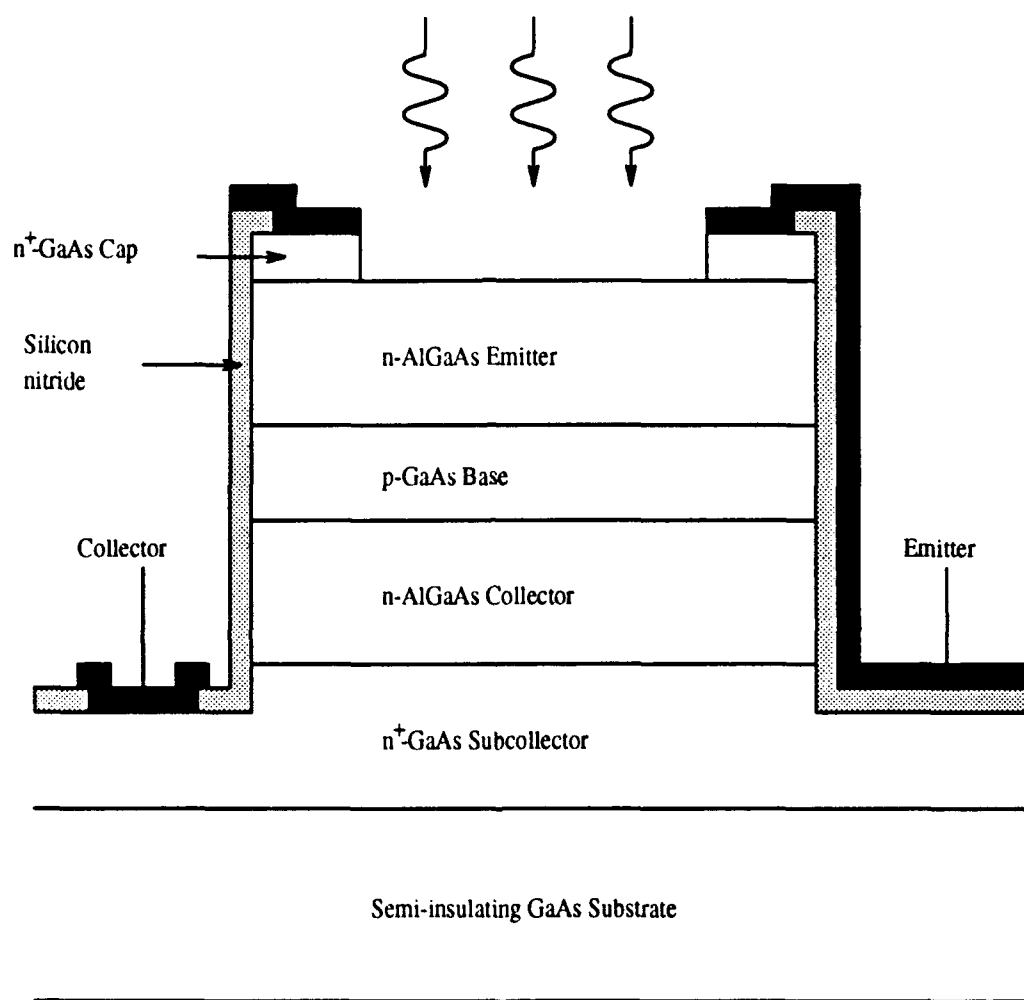 n+-GaAs Cap
Silicon
nitride
n-AlGaAs Emitter
p-GaAs Base
Collector
Emitter
n-AlGaAs Collector
n+-GaAs Subcollector
Semi-insulating GaAs Substrate